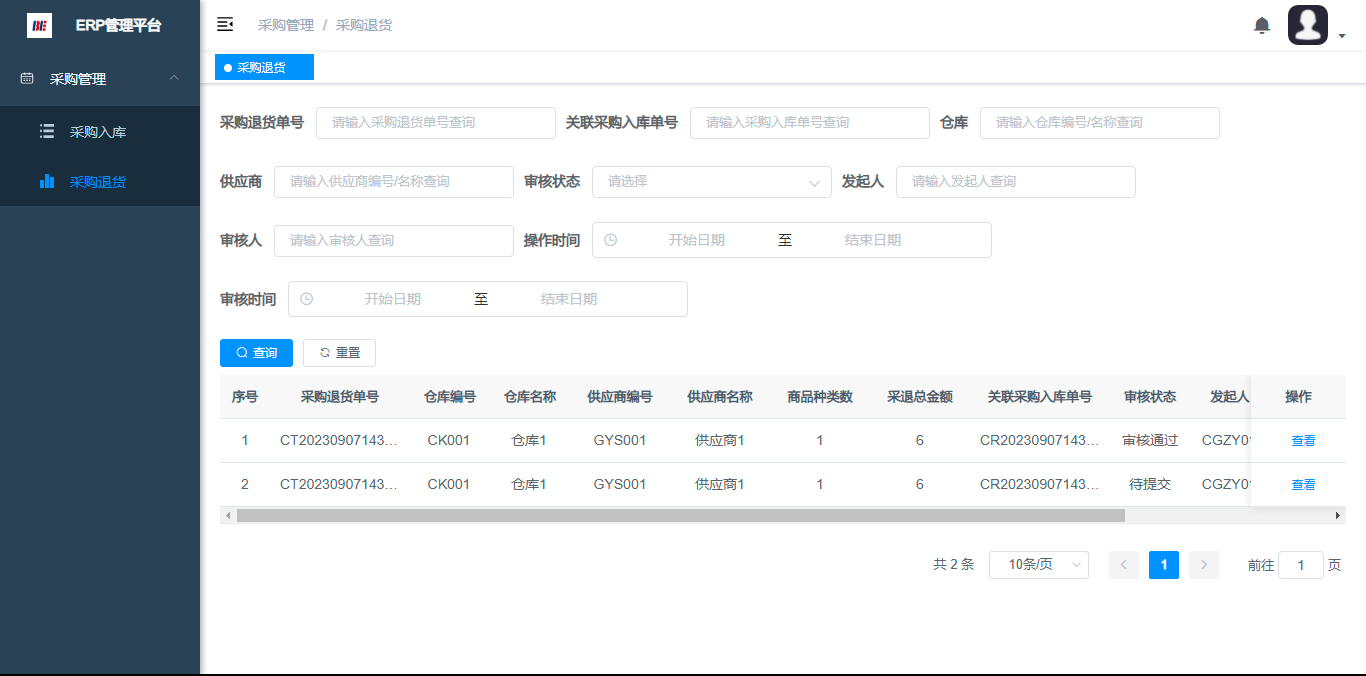 ERP管理平台
采购管理 / 采购退货
采购管理
采购入库
采购退货
采购退货
采购退货单号 请输入采购退货单号查询 关联采购入库单号 请输入采购入库单号查询 仓库 请输入仓库编号/名称查询
供应商 请输入供应商编号/名称查询 审核状态 请选择 发起人 请输入发起人查询
审核人 请输入审核人查询 操作时间 开始日期 至 结束日期
审核时间 开始日期 至 结束日期
查询 重置
序号 采购退货单号 仓库编号 仓库名称 供应商编号 供应商名称 商品种类数 采退总金额 关联采购入库单号 审核状态 发起人 操作
1 CT20230907143... CK001 仓库1 GYS001 供应商1 1 6 CR20230907143... 审核通过 CGZY0 查看
2 CT20230907143... CK001 仓库1 GYS001 供应商1 1 6 CR20230907143... 待提交 CGZY0 查看
共 2 条 10条/页 1 前往 1 页